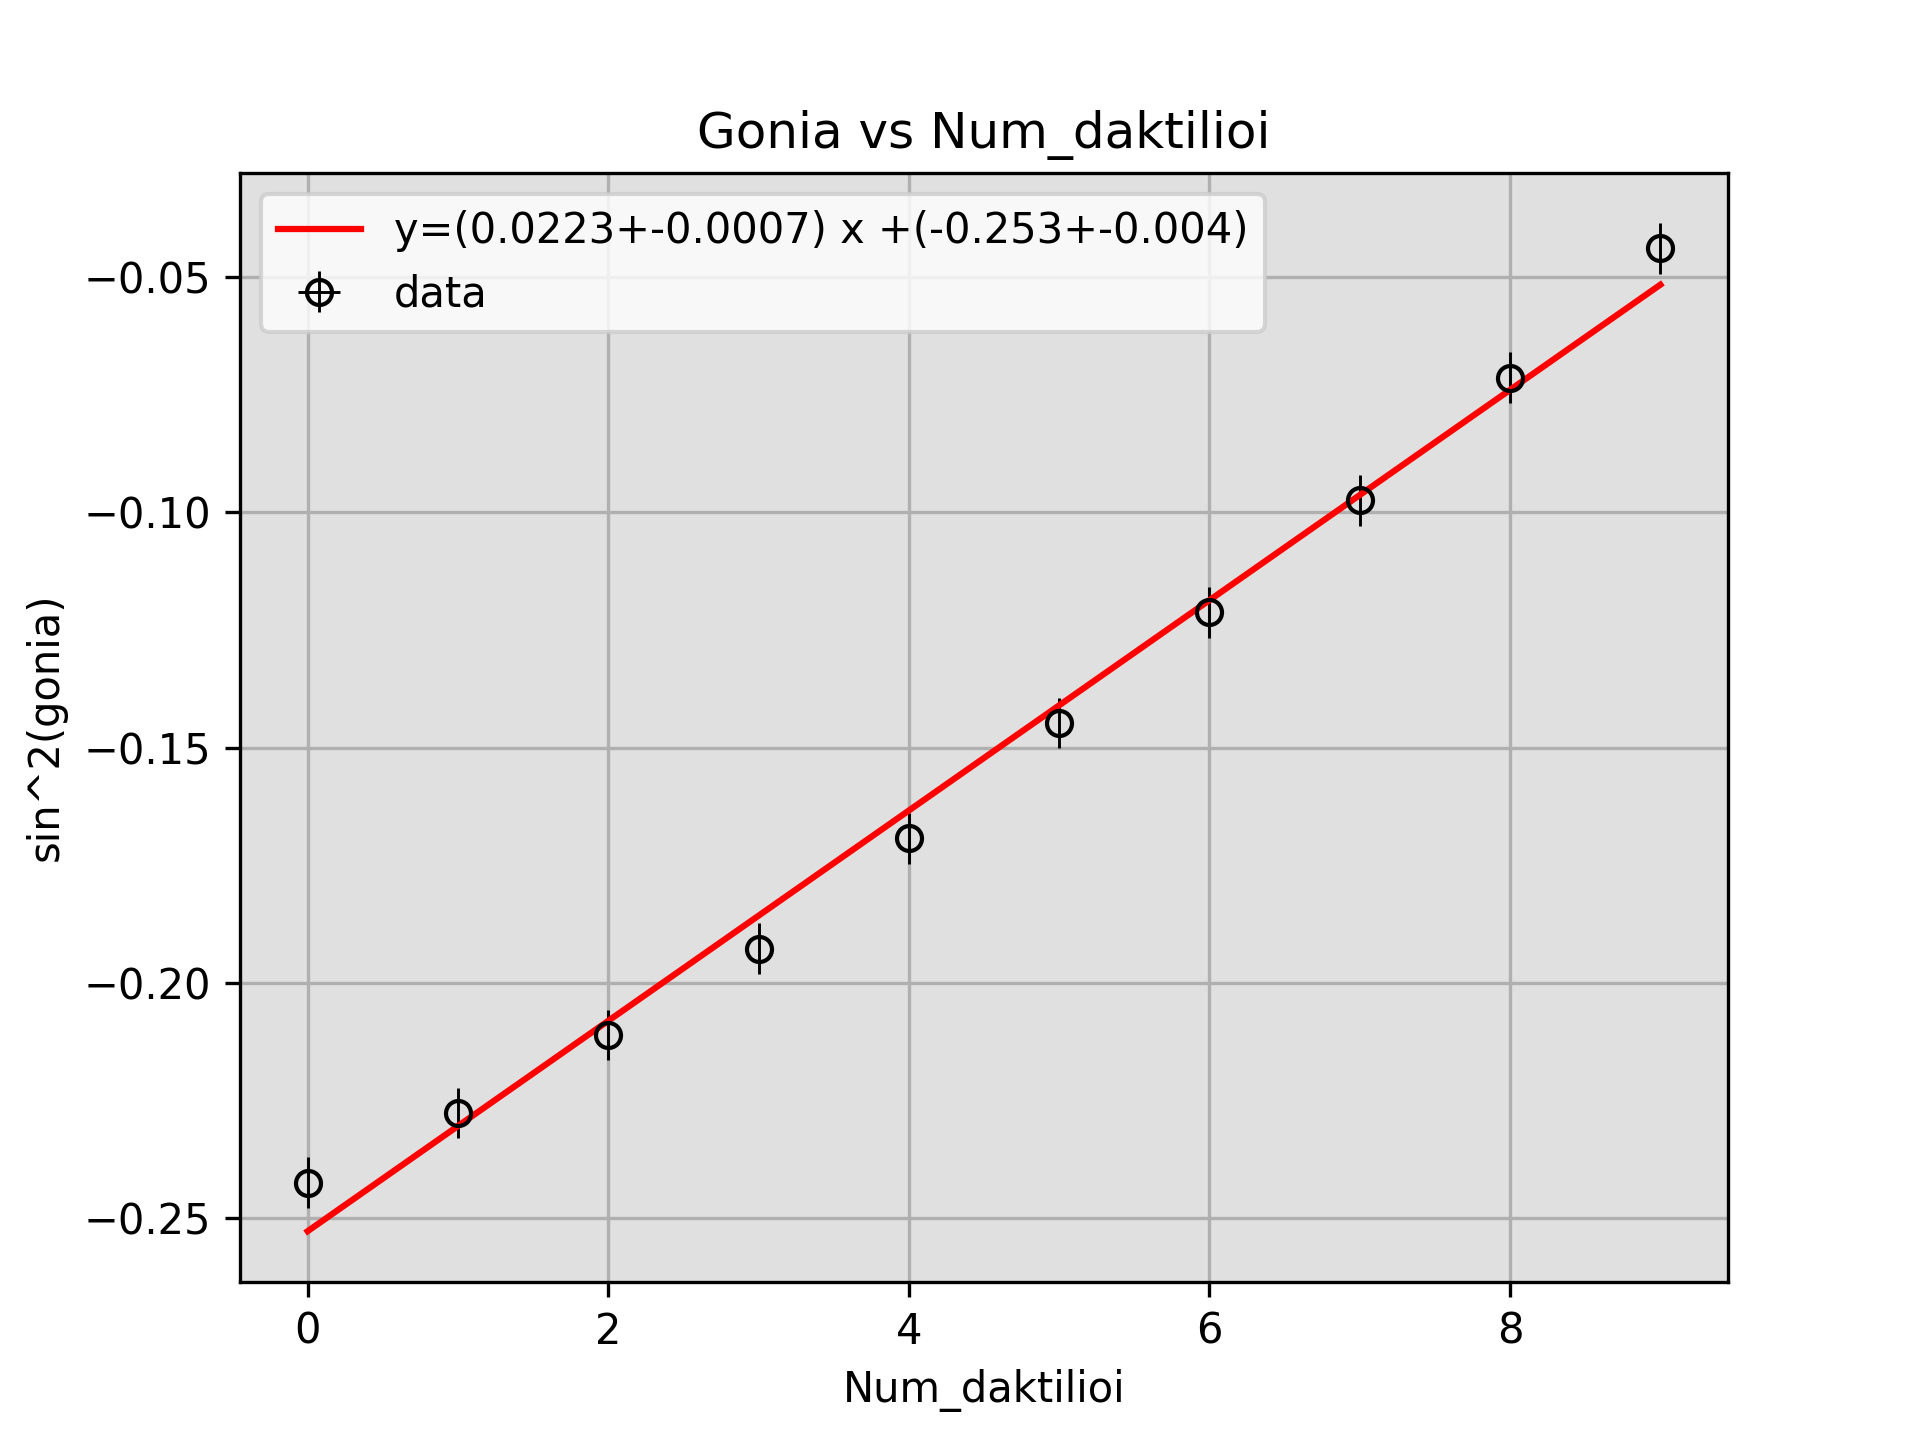 Gonia vs Num_daktilioi
y=(0.0223+-0.0007) x +(-0.253+-0.004)
data
−0.05
−0.10
−0.15
−0.20
−0.25
sin^2(gonia)
0 2 4 6 8
Num_daktilioi